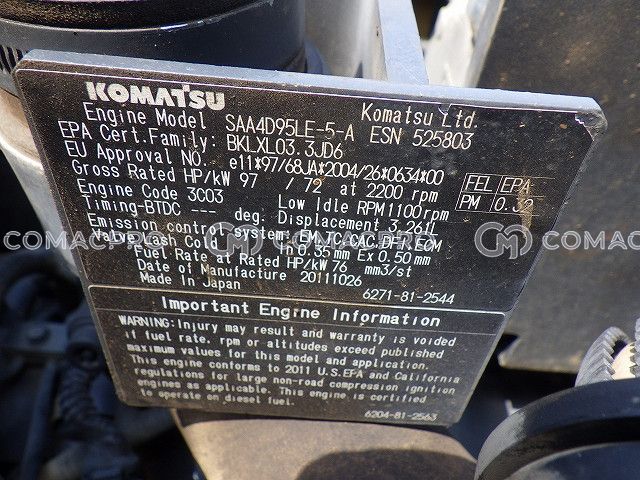 KOMATSU Komatsu Ltd.
Engine Model SAA4D95LE-5-A ESN 525803
EPA Cert.Family: BKLXL03.3JD6
EU Approval NO. e11*97/68JA*2004/26*0634*00
Gross Rated HP/kW 97 / 72 at 2200 rpm
FEL EPA
PM 0.32
Engine Code 3C03 Low Idle RPM 1100 rpm
Timing-BTDC --- deg. Displacement 3.261L
Emission control system: EM,TC,CAC,DFI,ECM
Valve Lash Cold In 0.35 mm Ex 0.50 mm
Fuel Rate at Rated HP/kW 76 mm3/st
Date of Manufacture 20111026
Made In Japan 6271-81-2544
Important Engine Information
WARNING: Injury may result and warranty is voided
if fuel rate. rpm or altitudes exceed published
maximum values for this model and application.
This engine conforms to 2011 U.S.EPA and California
regulations for large non-road compression ignition
engines as applicable. This engine is certified
to operate on diesel fuel.
6204-81-2563
COMAC-PRO COMAC-PRO COMAC-PRO